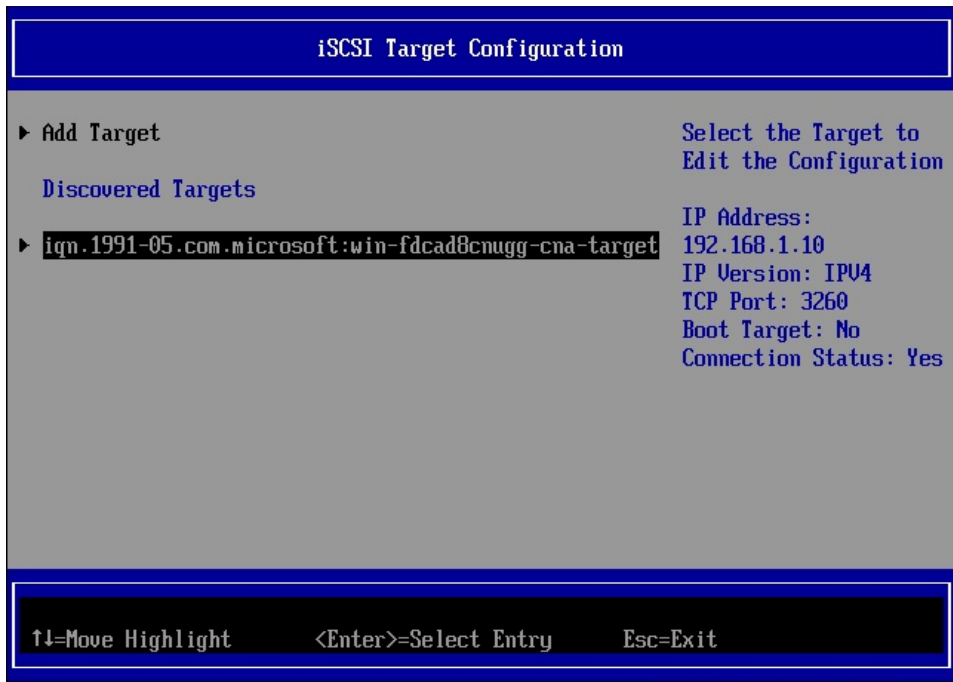 iSCSI Target Configuration
Add Target
Discovered Targets
iqn.1991-05.com.microsoft:win-fdcad8cnugg-cna-target
Select the Target to
Edit the Configuration
IP Address:
192.168.1.10
IP Version: IPV4
TCP Port: 3260
Boot Target: No
Connection Status: Yes
↑↓=Move Highlight <Enter>=Select Entry Esc=Exit